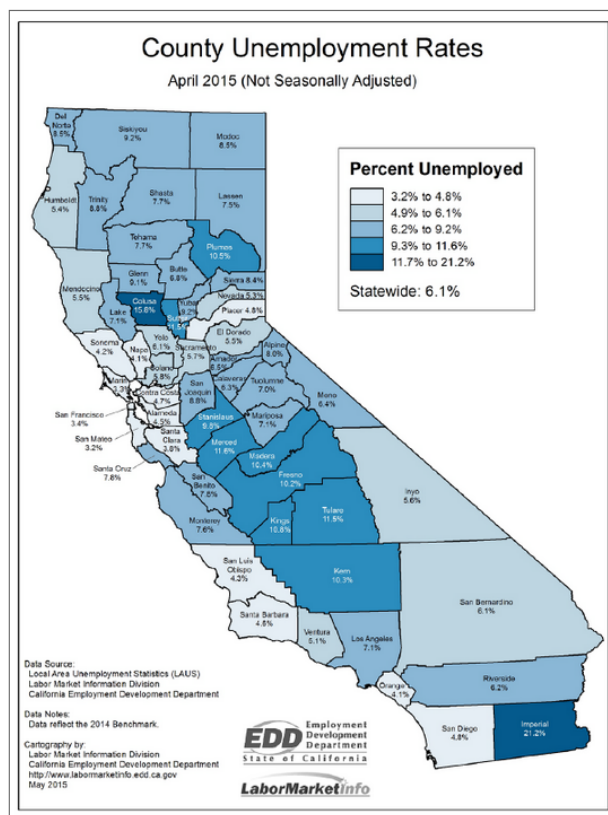 County Unemployment Rates
April 2015 (Not Seasonally Adjusted)
Percent Unemployed
3.2% to 4.8%
4.9% to 6.1%
6.2% to 9.2%
9.3% to 11.6%
11.7% to 21.2%
Statewide: 6.1%
Del Norte
8.5%
Siskiyou
9.2%
Modoc
8.5%
Humboldt
5.4%
Trinity
8.8%
Shasta
7.7%
Lassen
7.5%
Tehama
7.7%
Plumas
10.5%
Mendocino
5.5%
Glenn
9.1%
Butte
6.8%
Sierra 8.4%
Nevada 5.3%
Lake
7.1%
Colusa
15.8%
Sutter
11.5%
Yuba
9.2%
Placer 4.8%
El Dorado
5.5%
Sonoma
4.2%
Napa
4.1%
Yolo
6.1%
Sacramento
5.7%
Solano
5.8%
Amador
6.5%
Alpine
8.0%
Marin
3.3%
Contra Costa
4.7%
San
Joaquin
8.8%
Calaveras
6.3%
Tuolumne
7.0%
Mono
6.4%
San Francisco
3.4%
Alameda
4.5%
Stanislaus
9.8%
Mariposa
7.1%
San Mateo
3.2%
Santa
Clara
3.8%
Merced
11.6%
Madera
10.4%
Santa Cruz
7.8%
San
Benito
7.8%
Fresno
10.2%
Inyo
5.6%
Monterey
7.6%
Kings
10.8%
Tulare
11.5%
San Luis
Obispo
4.3%
Kern
10.3%
San Bernardino
6.1%
Santa Barbara
4.6%
Ventura
5.1%
Los Angeles
7.1%
Orange
4.1%
Riverside
6.2%
San Diego
4.8%
Imperial
21.2%
Data Source:
Local Area Unemployment Statistics (LAUS)
Labor Market Information Division
California Employment Development Department
Data Notes:
Data reflect the 2014 Benchmark.
Cartography by:
Labor Market Information Division
California Employment Development Department
http://www.labormarketinfo.edd.ca.gov
May 2015
EDD Employment
Development
Department
State of California
LaborMarketInfo